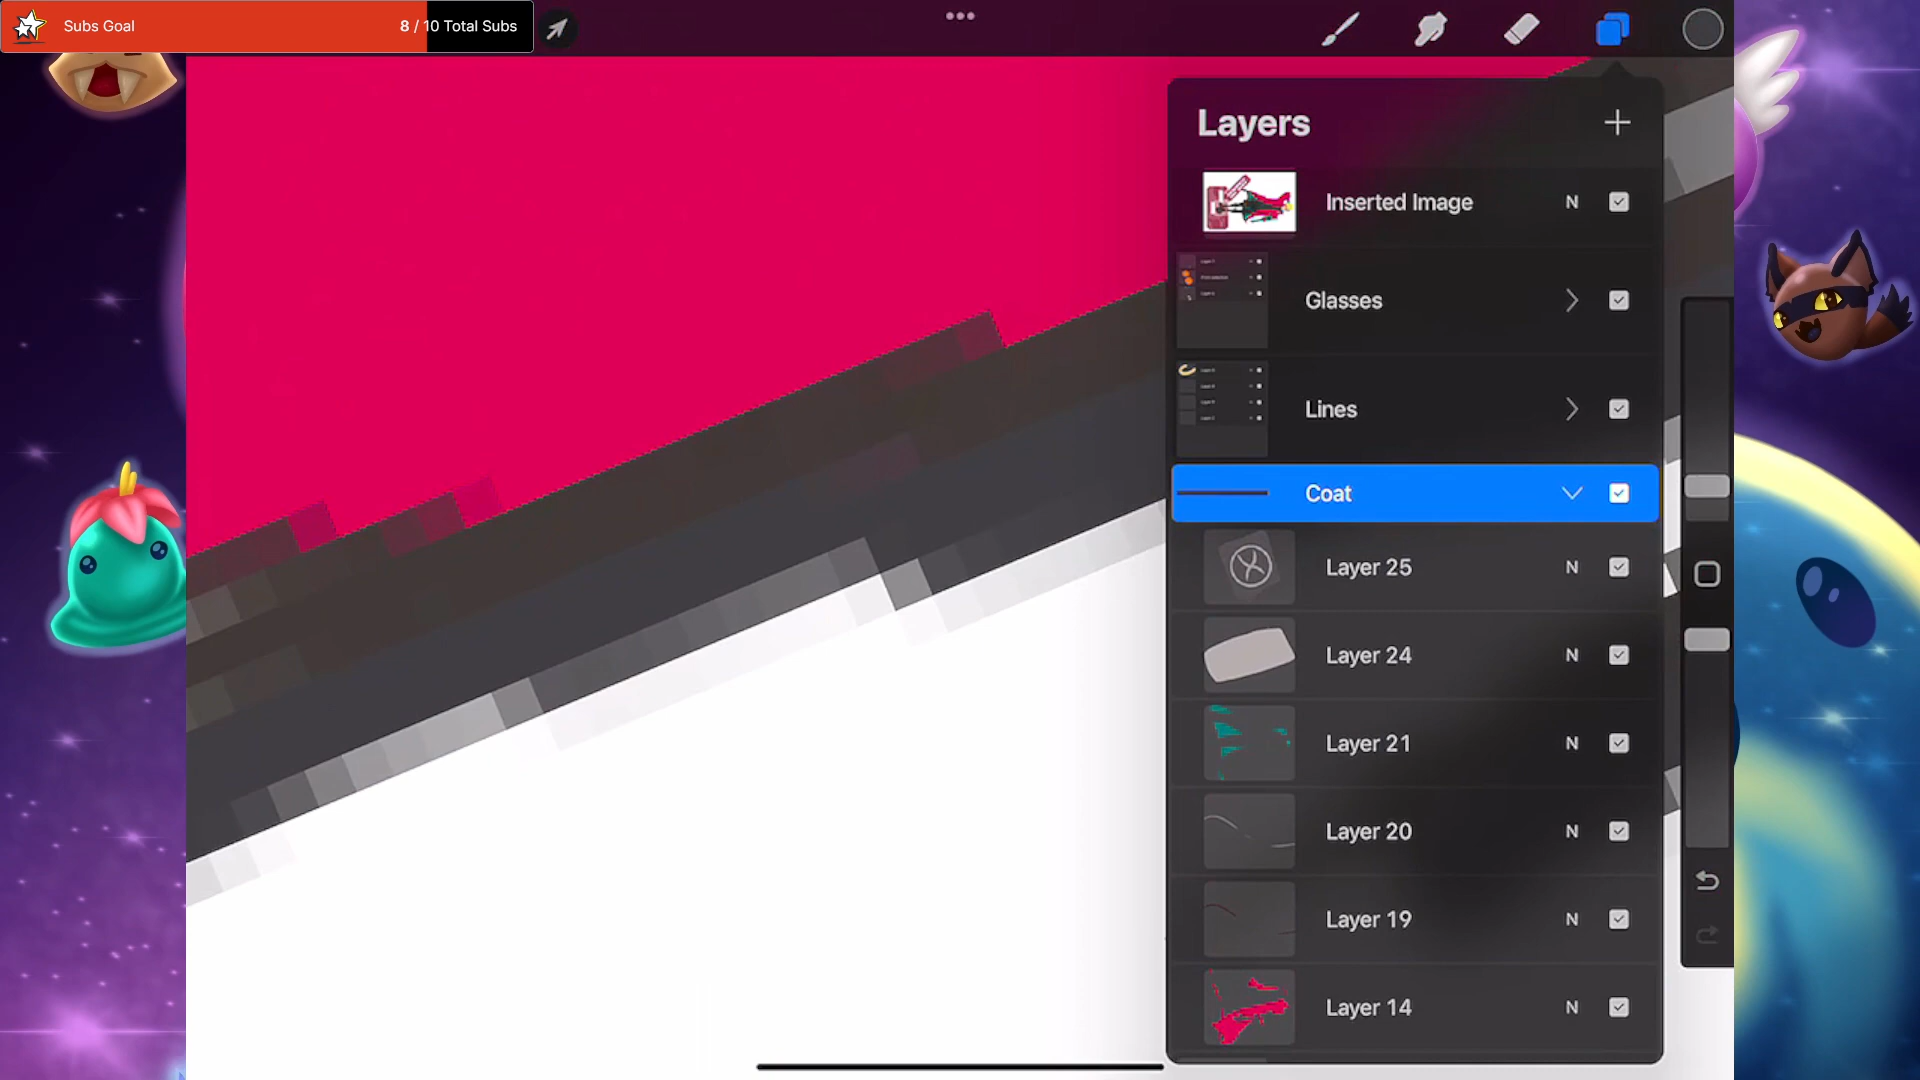 Subs Goal
8 / 10 Total Subs
Layers
Inserted Image N
Glasses
Lines
Coat
Layer 25 N
Layer 24 N
Layer 21 N
Layer 20 N
Layer 19 N
Layer 14 N